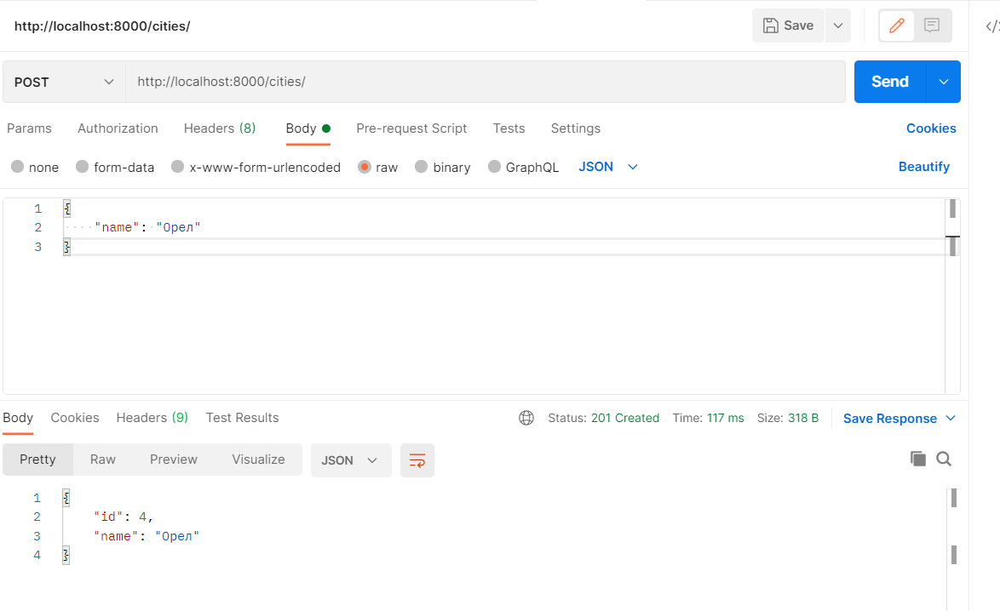 http://localhost:8000/cities/ Save
POST http://localhost:8000/cities/ Send
Params Authorization Headers (8) Body Pre-request Script Tests Settings Cookies
none form-data x-www-form-urlencoded raw binary GraphQL JSON Beautify
1 {
2 ····"name":·"Орел"
3 }
Body Cookies Headers (9) Test Results Status: 201 Created Time: 117 ms Size: 318 B Save Response
Pretty Raw Preview Visualize JSON
1 {
2 "id": 4,
3 "name": "Орел"
4 }